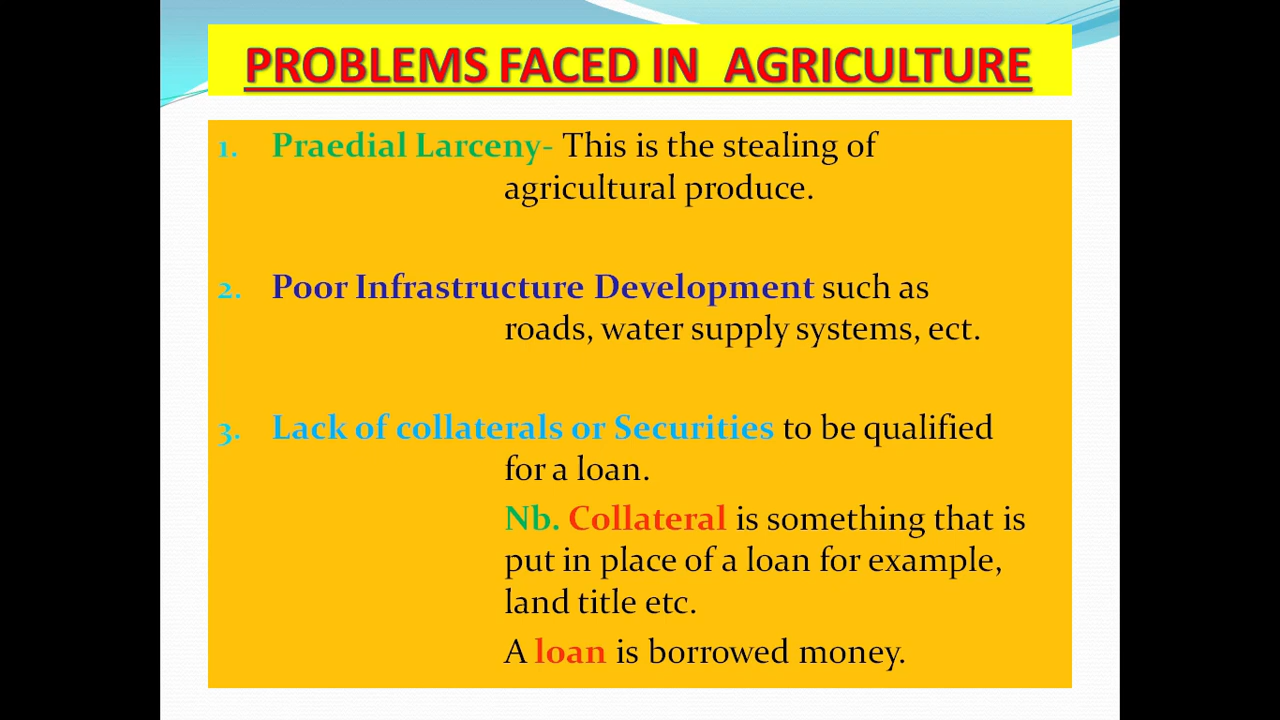 PROBLEMS FACED IN AGRICULTURE
1. Praedial Larceny- This is the stealing of
agricultural produce.
2. Poor Infrastructure Development such as
roads, water supply systems, ect.
3. Lack of collaterals or Securities to be qualified
for a loan.
Nb. Collateral is something that is
put in place of a loan for example,
land title etc.
A loan is borrowed money.